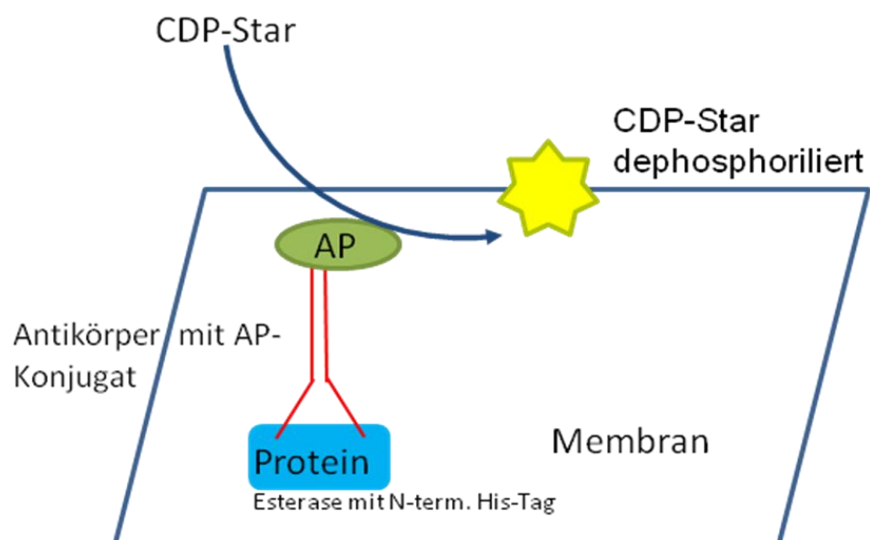 CDP-Star
CDP-Star
dephosphoriliert
AP
Antikörper mit AP-
Konjugat
Membran
Protein
Esterase mit N-term. His-Tag